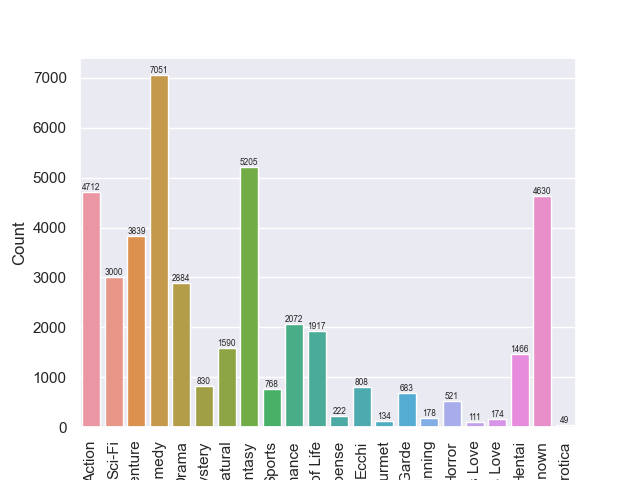 7000
6000
5000
4000
3000
2000
1000
0
Count
4712
3000
3839
7051
2884
830
1590
5205
768
2072
1917
222
808
134
683
178
521
111
174
1466
4630
49
Action
Sci-Fi
enture
medy
rama
ystery
atural
ntasy
Sports
mance
of Life
pense
Ecchi
urmet
Garde
nning
Horror
s Love
Love
Hentai
nown
rotica